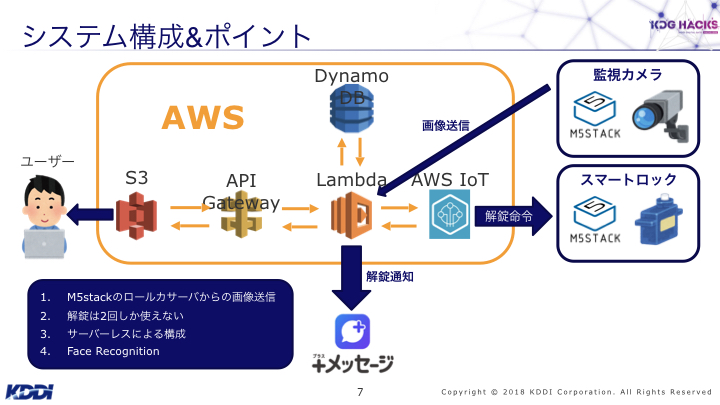 システム構成&ポイント
KDG HACKS
Dynamo
DB
監視カメラ
M5STACK
AWS
画像送信
ユーザー
S3
API
Gateway
Lambda
AWS IoT
スマートロック
M5STACK
解錠命令
解錠通知
1. M5stackのロールカサーバからの画像送信
2. 解錠は2回しか使えない
3. サーバーレスによる構成
4. Face Recognition
プラス
+メッセージ
KDDI
7
Copyright © 2018 KDDI Corporation. All Rights Reserved